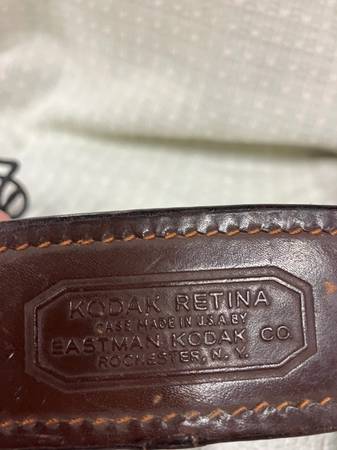 KODAK RETINA
CASE MADE IN U.S.A. BY
EASTMAN KODAK CO.
ROCHESTER, N. Y.